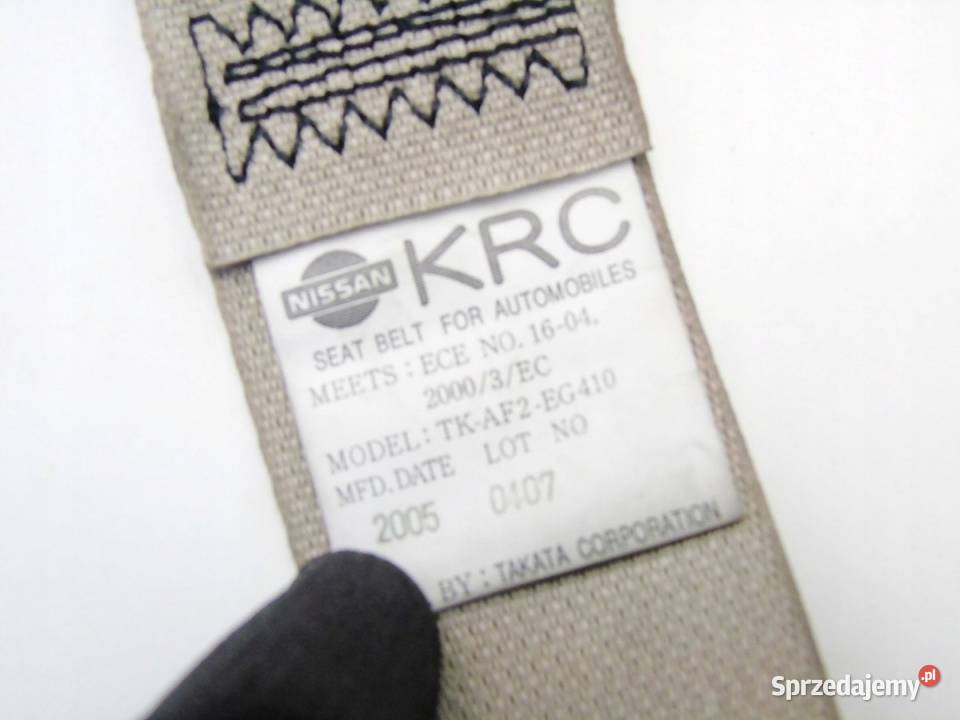 NISSAN KRC
SEAT BELT FOR AUTOMOBILES
MEETS : ECE NO. 16-04.
2000/3/EC
MODEL : TK-AF2-EG410
MFD.DATE LOT NO
2005 0407
BY : TAKATA CORPORATION
Sprzedajemy.pl